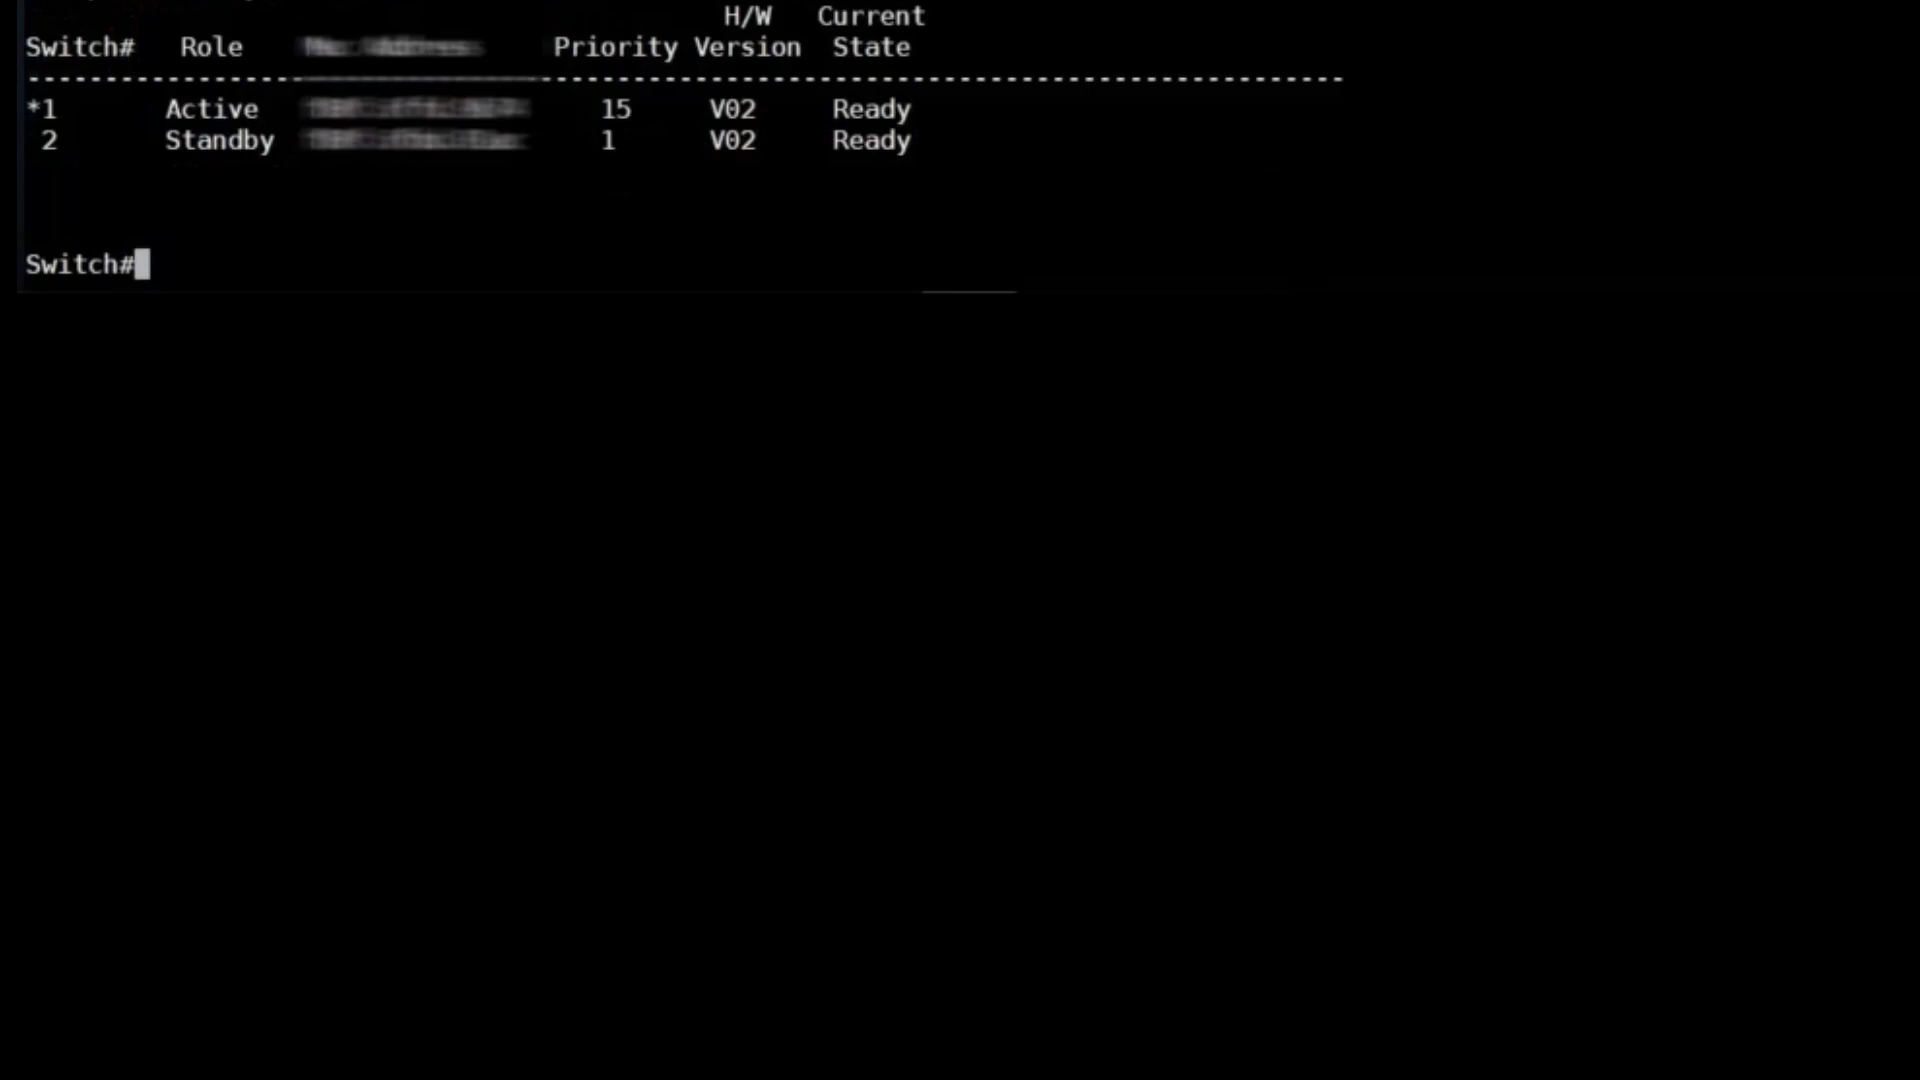 H/W Current
Switch# Role Priority Version State
--------------------------------------------------------------------------------------
*1 Active 15 V02 Ready
2 Standby 1 V02 Ready
Switch#